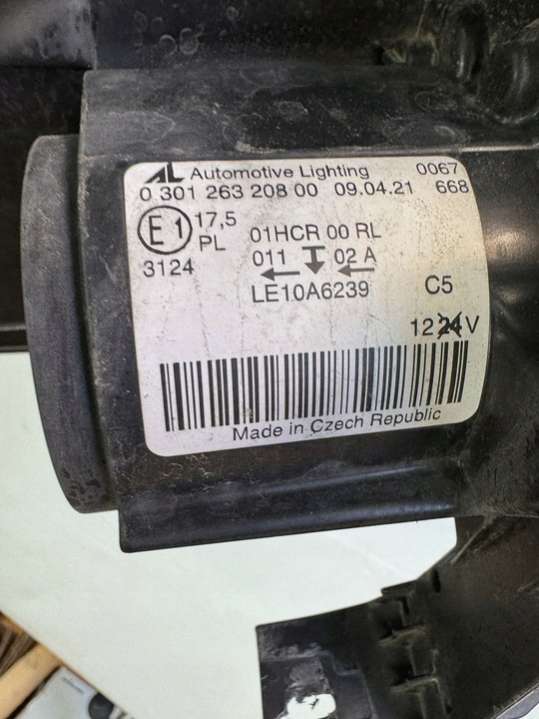 AL Automotive Lighting 0067
0 301 263 208 00 09.04.21 668
E1 17,5
PL 01HCR 00 RL
3124 011 02 A
LE10A6239 C5
12 24 V
Made in Czech Republic